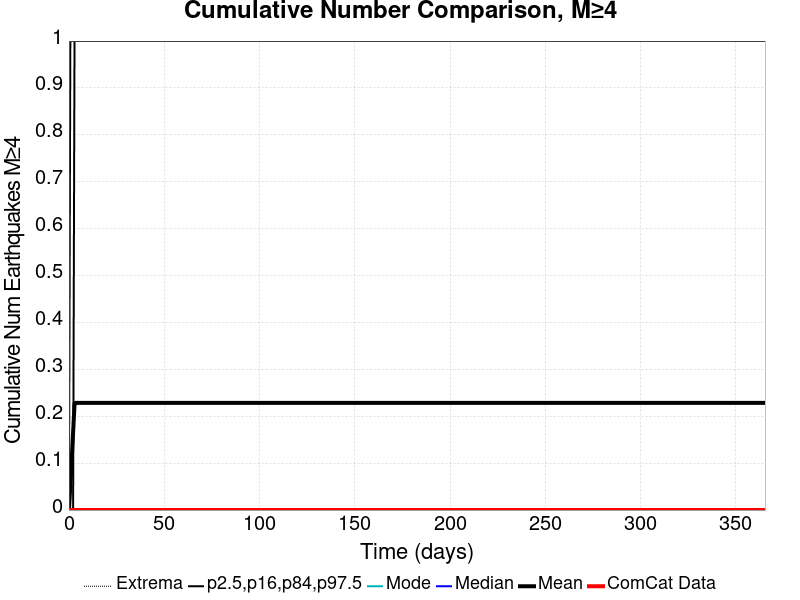 Cumulative Number Comparison, M≥4
Cumulative Num Earthquakes M≥4
1
0.9
0.8
0.7
0.6
0.5
0.4
0.3
0.2
0.1
0
0 50 100 150 200 250 300 350
Time (days)
Extrema p2.5,p16,p84,p97.5 Mode Median Mean ComCat Data